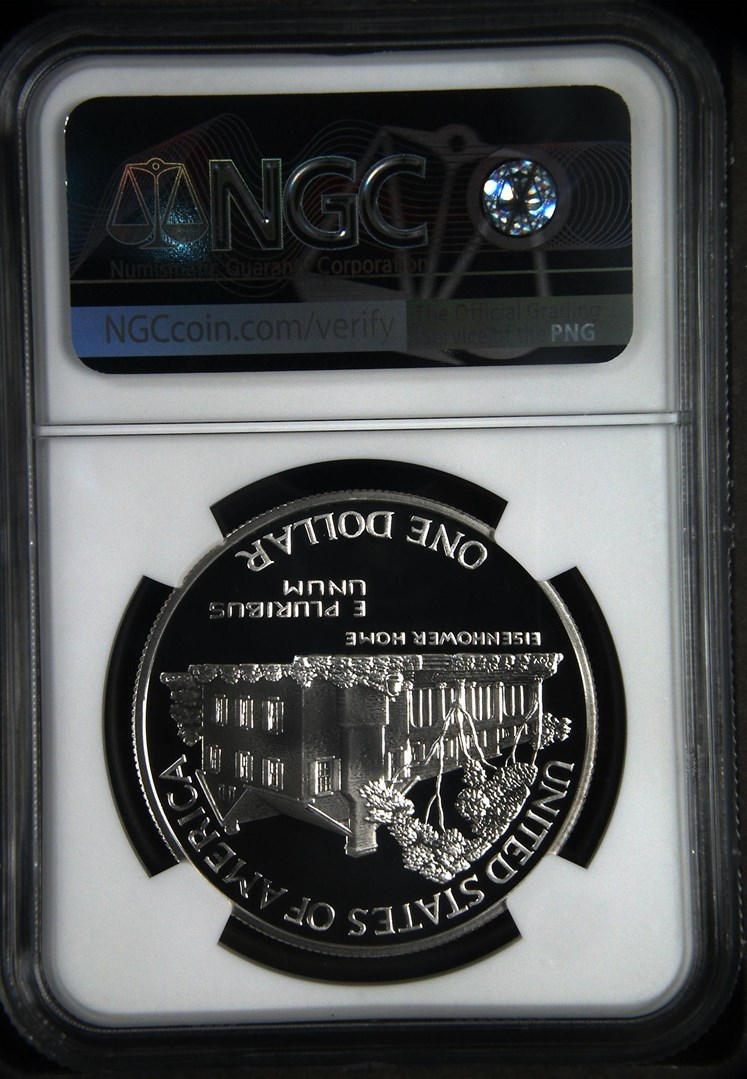 NGC
Numismatic Guaranty Corporation
NGCcoin.com/verify
The Official Grading
Service of the PNG
UNITED STATES OF AMERICA
EISENHOWER HOME
E PLURIBUS
UNUM
ONE DOLLAR